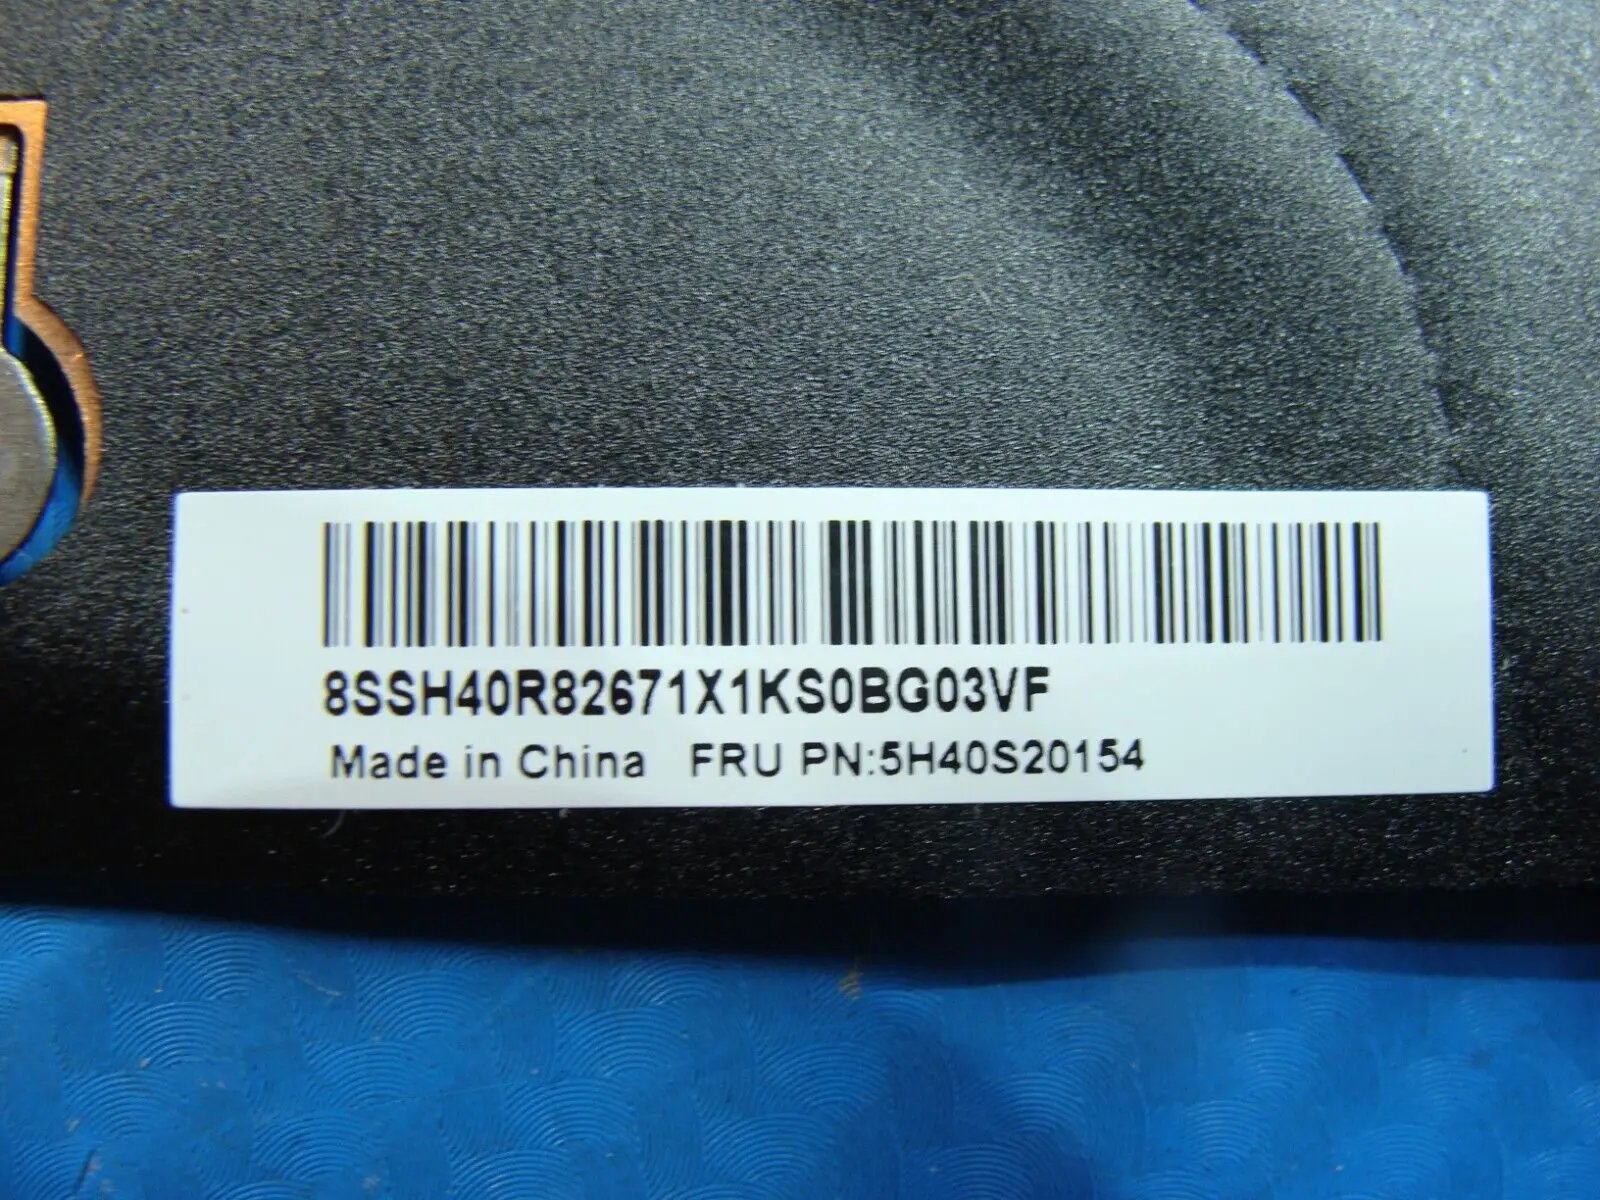 8SSH40R82671X1KS0BG03VF
Made in China FRU PN:5H40S20154